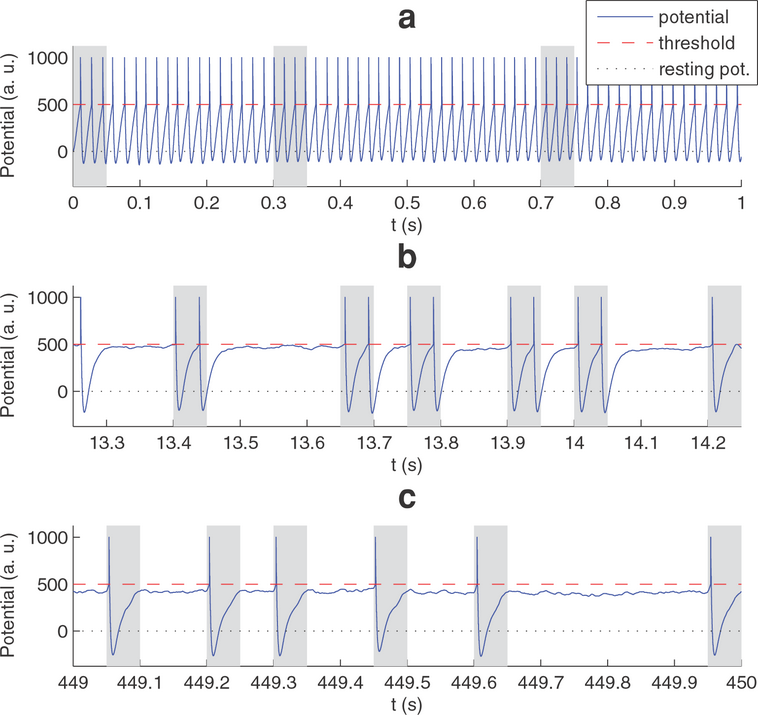 a
potential
threshold
resting pot.
Potential (a. u.)
1000
500
0
0 0.1 0.2 0.3 0.4 0.5 0.6 0.7 0.8 0.9 1
t (s)
b
Potential (a. u.)
1000
500
0
13.3 13.4 13.5 13.6 13.7 13.8 13.9 14 14.1 14.2
t (s)
c
Potential (a. u.)
1000
500
0
449 449.1 449.2 449.3 449.4 449.5 449.6 449.7 449.8 449.9 450
t (s)